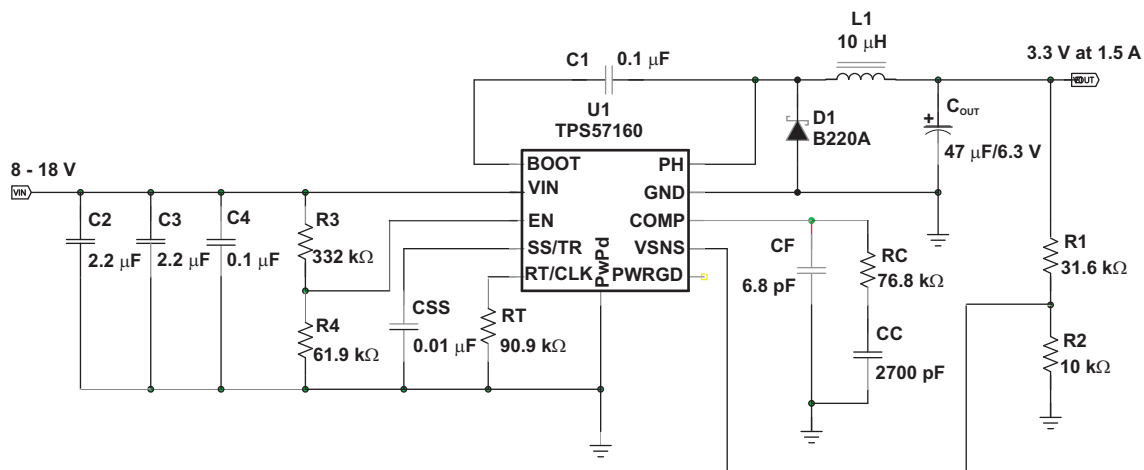 L1
10 μH
3.3 V at 1.5 A
C1
0.1 μF
VOUT
U1
TPS57160
D1
B220A
+
COUT
47 μF/6.3 V
8 - 18 V
VIN
BOOT
PH
VIN
GND
EN
COMP
SS/TR
VSNS
RT/CLK
PwPd
PWRGD
C2
2.2 μF
C3
2.2 μF
C4
0.1 μF
R3
332 kΩ
R4
61.9 kΩ
CSS
0.01 μF
RT
90.9 kΩ
CF
6.8 pF
RC
76.8 kΩ
CC
2700 pF
R1
31.6 kΩ
R2
10 kΩ